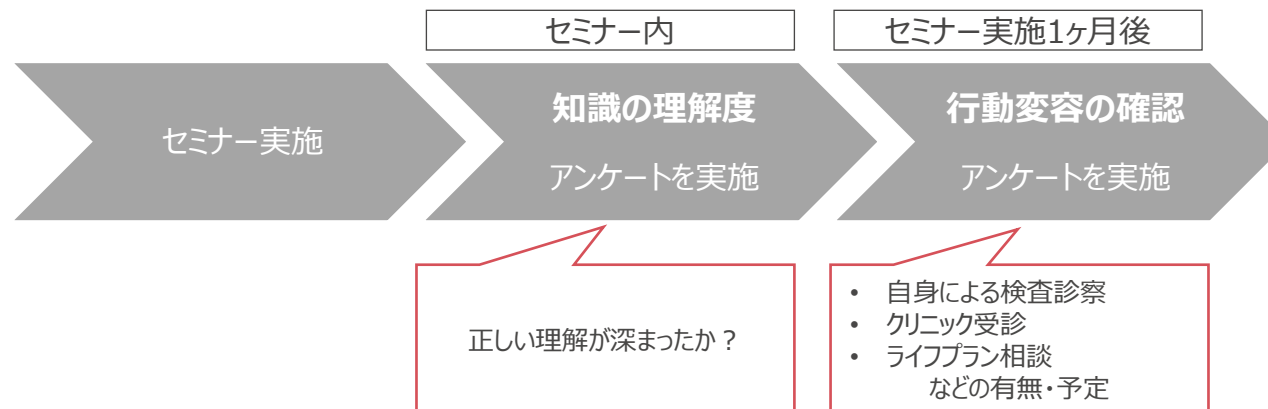 セミナー内
セミナー実施1ヶ月後
セミナー実施
知識の理解度
アンケートを実施
行動変容の確認
アンケートを実施
正しい理解が深まったか？
• 自身による検査診察
• クリニック受診
• ライフプラン相談
などの有無・予定